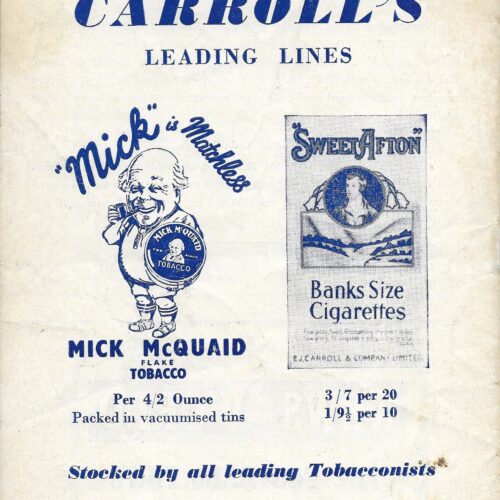 CARROLL'S
LEADING LINES
"Mick" is Matchless
MICK McQUAID
TOBACCO
MICK McQUAID
FLAKE
TOBACCO
Per 4/2 Ounce
Packed in vacuumised tins
"SWEET AFTON"
Banks Size
Cigarettes
P.J. CARROLL & COMPANY LIMITED
3 / 7 per 20
1/9½ per 10
Stocked by all leading Tobacconists